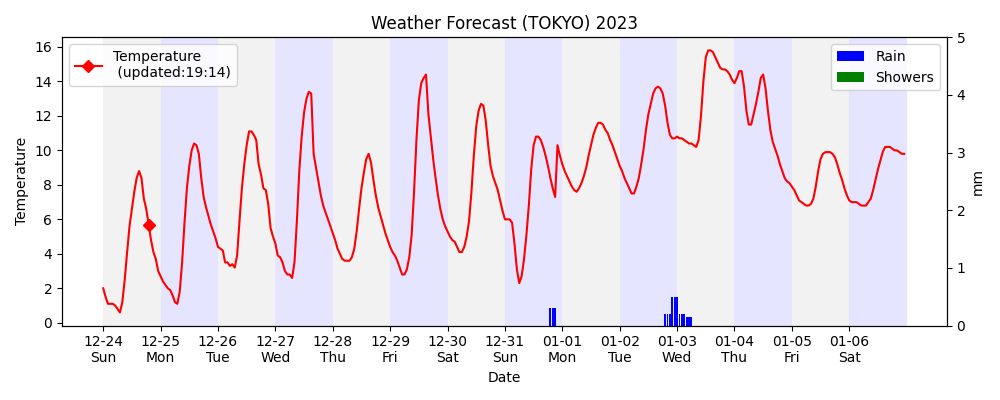 Weather Forecast (TOKYO) 2023
Temperature
(updated:19:14)
Rain
Showers
Temperature
16
14
12
10
8
6
4
2
0
5
4
3
2
1
0
mm
12-24 12-25 12-26 12-27 12-28 12-29 12-30 12-31 01-01 01-02 01-03 01-04 01-05 01-06
Sun Mon Tue Wed Thu Fri Sat Sun Mon Tue Wed Thu Fri Sat
Date